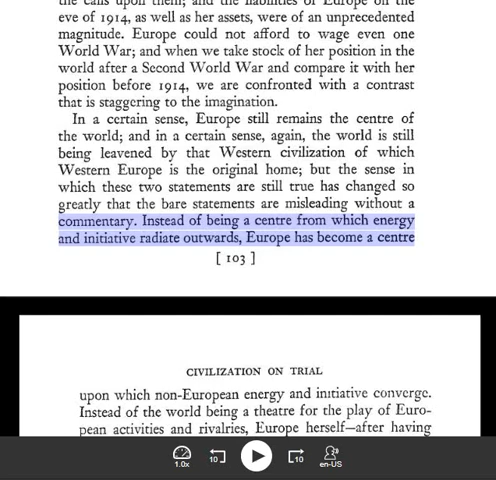 the calls upon them; and the liabilities of Europe on the
eve of 1914, as well as her assets, were of an unprecedented
magnitude. Europe could not afford to wage even one
World War; and when we take stock of her position in the
world after a Second World War and compare it with her
position before 1914, we are confronted with a contrast
that is staggering to the imagination.
In a certain sense, Europe still remains the centre of
the world; and in a certain sense, again, the world is still
being leavened by that Western civilization of which
Western Europe is the original home; but the sense in
which these two statements are still true has changed so
greatly that the bare statements are misleading without a
commentary. Instead of being a centre from which energy
and initiative radiate outwards, Europe has become a centre
[ 103 ]
CIVILIZATION ON TRIAL
upon which non-European energy and initiative converge.
Instead of the world being a theatre for the play of Euro-
pean activities and rivalries, Europe herself—after having
1.0x
10
10
en-US